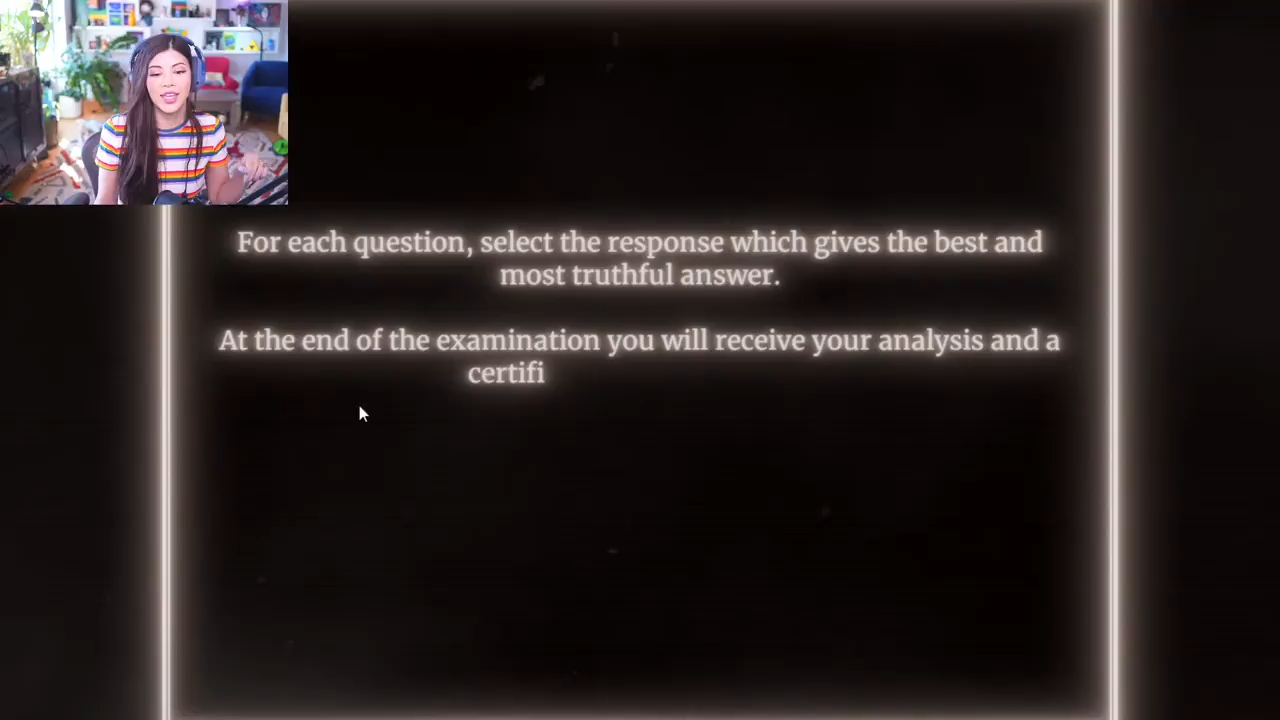 For each question, select the response which gives the best and
most truthful answer.
At the end of the examination you will receive your analysis and a
certifi